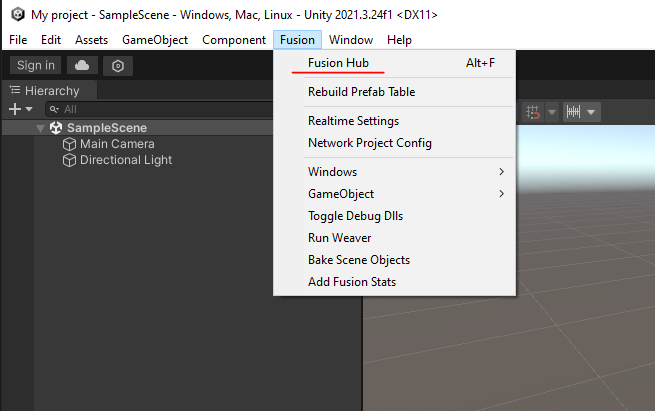 My project - SampleScene - Windows, Mac, Linux - Unity 2021.3.24f1 <DX11>
File Edit Assets GameObject Component Fusion Window Help
Sign in
Fusion Hub Alt+F
Hierarchy
Rebuild Prefab Table
All
Realtime Settings
SampleScene
Main Camera
Network Project Config
Directional Light
Windows
GameObject
Toggle Debug Dlls
Run Weaver
Bake Scene Objects
Add Fusion Stats